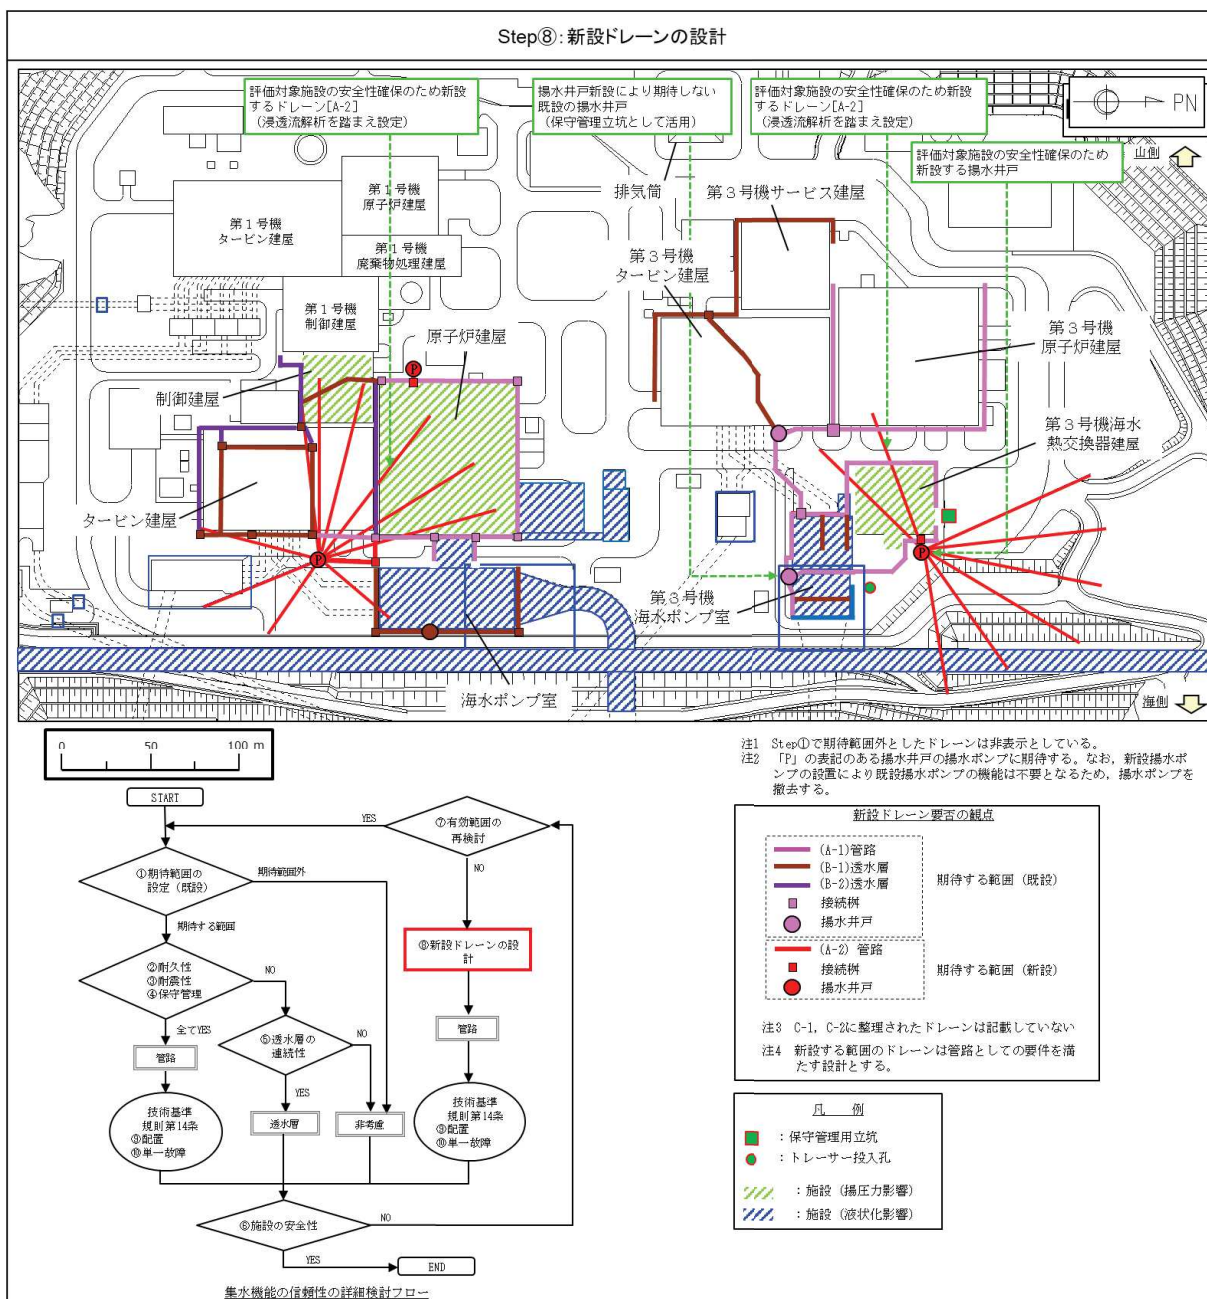 Step⑧:新設ドレーンの設計
評価対象施設の安全性確保のため新設
するドレーン[A-2]
(浸透流解析を踏まえ設定)
揚水井戸新設により期待しない
既設の揚水井戸
(保守管理立坑として活用)
評価対象施設の安全性確保のため新設
するドレーン[A-2]
(浸透流解析を踏まえ設定)
PN
評価対象施設の安全性確保のため
新設する揚水井戸
山側
第1号機
原子炉建屋
第1号機
タービン建屋
第1号機
廃棄物処理建屋
第1号機
制御建屋
排気筒
第3号機サービス建屋
第3号機
タービン建屋
原子炉建屋
第3号機
原子炉建屋
制御建屋
第3号機海水
熱交換器建屋
タービン建屋
P
P
P
第3号機
海水ポンプ室
海水ポンプ室
海側
0 50 100 m
注1 Step①で期待範囲外としたドレーンは非表示としている。
注2 「P」の表記のある揚水井戸の揚水ポンプに期待する。なお,新設揚水ポ
ンプの設置により既設揚水ポンプの機能は不要となるため,揚水ポンプを
撤去する。
START
YES
⑦有効範囲の
再検討
NO
①期待範囲の
設定(既設)
期待範囲外
期待する範囲
②耐久性
③耐震性
④保守管理
NO
全てYES
管路
⑤透水層の
連続性
NO
YES
透水層
非考慮
⑧新設ドレーンの設
計
管路
技術基準
規則第14条
⑨配置
⑩単一故障
技術基準
規則第14条
⑨配置
⑩単一故障
⑥施設の安全性
NO
YES
END
集水機能の信頼性の詳細検討フロー
新設ドレーン要否の観点
(A-1)管路
(B-1)透水層
(B-2)透水層
接続桝
揚水井戸
期待する範囲(既設)
(A-2) 管路
接続桝
揚水井戸
期待する範囲(新設)
注3 C-1, C-2に整理されたドレーンは記載していない
注4 新設する範囲のドレーンは管路としての要件を満
たす設計とする。
凡 例
:保守管理用立坑
:トレーサー投入孔
:施設(揚圧力影響)
:施設(液状化影響)